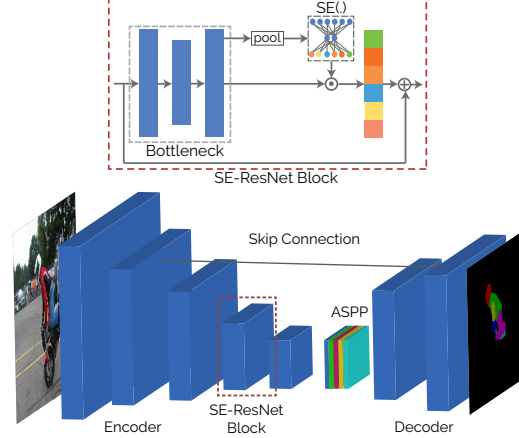 SE(.)
pool
Bottleneck
SE-ResNet Block
Skip Connection
ASPP
SE-ResNet
Block
Encoder
Decoder